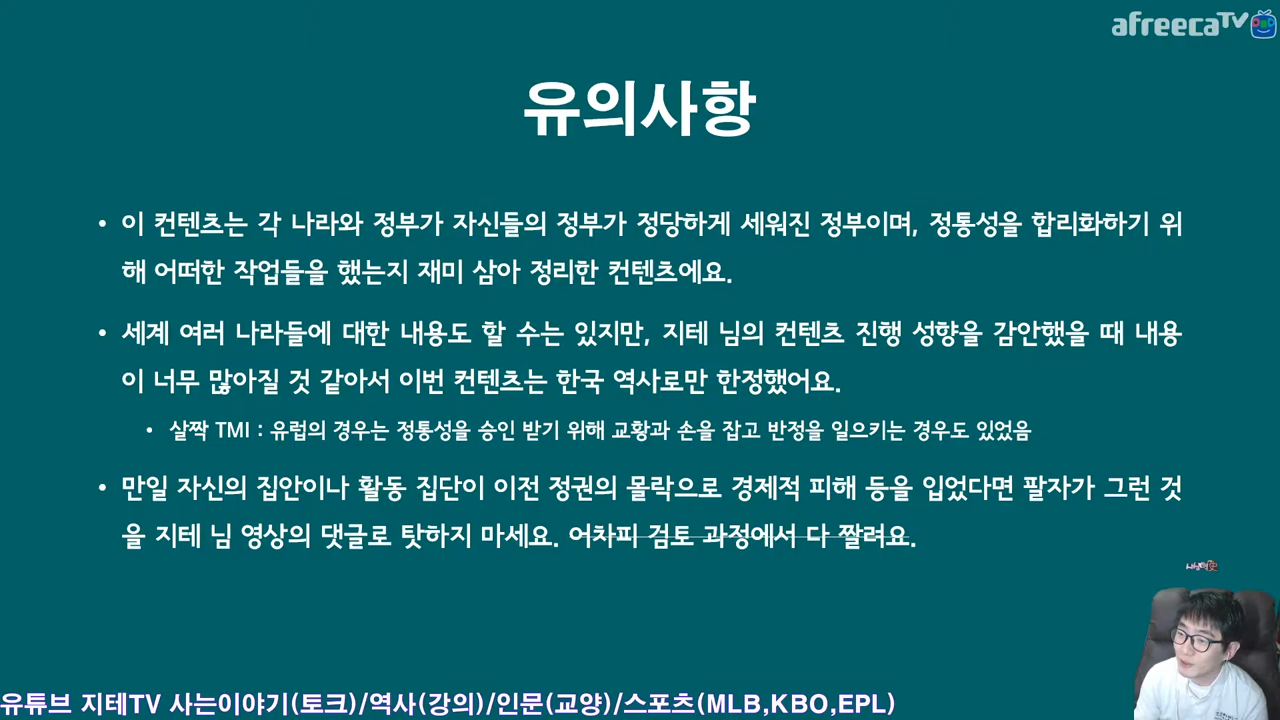 afreecaTV
유의사항
• 이 컨텐츠는 각 나라와 정부가 자신들의 정부가 정당하게 세워진 정부이며, 정통성을 합리화하기 위
해 어떠한 작업들을 했는지 재미 삼아 정리한 컨텐츠에요.
• 세계 여러 나라들에 대한 내용도 할 수는 있지만, 지테 님의 컨텐츠 진행 성향을 감안했을 때 내용
이 너무 많아질 것 같아서 이번 컨텐츠는 한국 역사로만 한정했어요.
• 살짝 TMI : 유럽의 경우는 정통성을 승인 받기 위해 교황과 손을 잡고 반정을 일으키는 경우도 있었음
• 만일 자신의 집안이나 활동 집단이 이전 정권의 몰락으로 경제적 피해 등을 입었다면 팔자가 그런 것
을 지테 님 영상의 댓글로 탓하지 마세요. 어차피 검토 과정에서 다 짤려요.
유튜브 지테TV 사는이야기(토크)/역사(강의)/인문(교양)/스포츠(MLB,KBO,EPL)